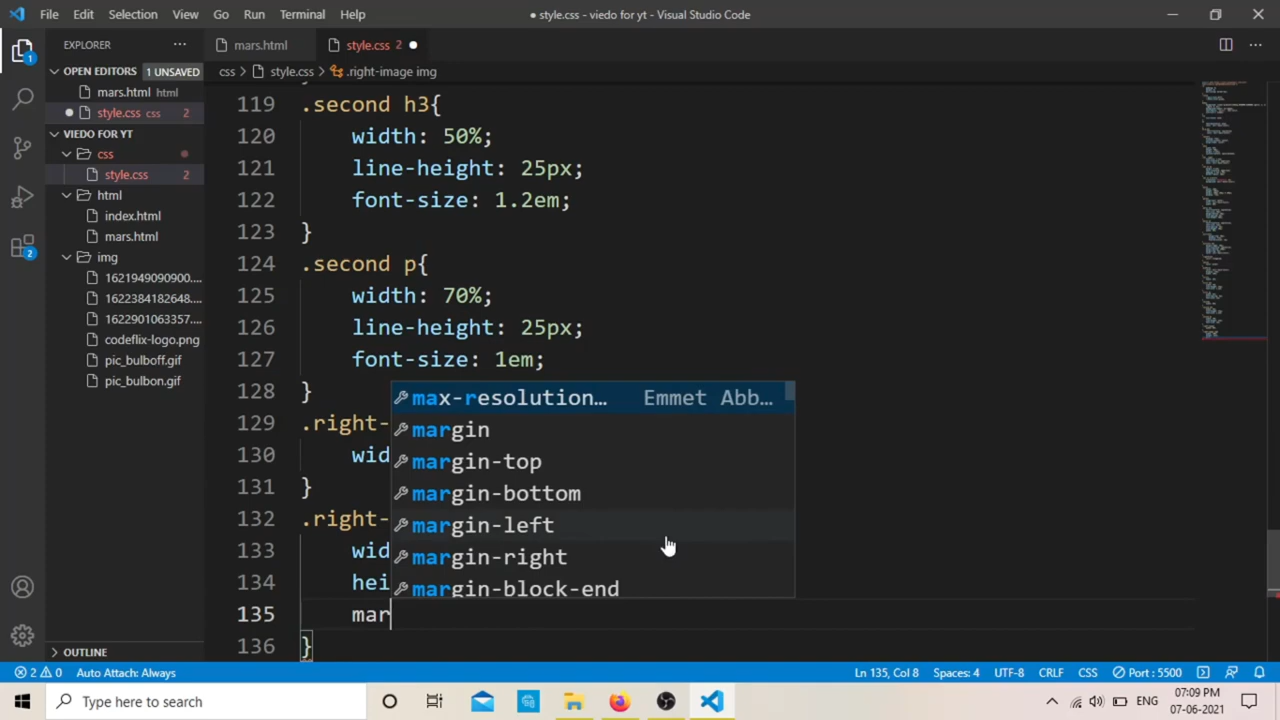 File Edit Selection View Go Run Terminal Help
● style.css - viedo for yt - Visual Studio Code
EXPLORER
mars.html
style.css 2
OPEN EDITORS 1 UNSAVED
css > style.css > .right-image img
mars.html html
style.css css 2
VIEDO FOR YT
css
style.css 2
html
index.html
mars.html
img
1621949090900....
1622384182648....
1622901063357....
codeflix-logo.png
pic_bulboff.gif
pic_bulbon.gif
OUTLINE
119 .second h3{
120 width: 50%;
121 line-height: 25px;
122 font-size: 1.2em;
123 }
124 .second p{
125 width: 70%;
126 line-height: 25px;
127 font-size: 1em;
128 }
129 .right-
130 wid
131 }
132 .right-
133 wid
134 hei
135 mar
136 }
max-resolution… Emmet Abb…
margin
margin-top
margin-bottom
margin-left
margin-right
margin-block-end
1
2
2 0 Auto Attach: Always
Ln 135, Col 8 Spaces: 4 UTF-8 CRLF CSS Port : 5500
Type here to search
ENG
07:09 PM
07-06-2021